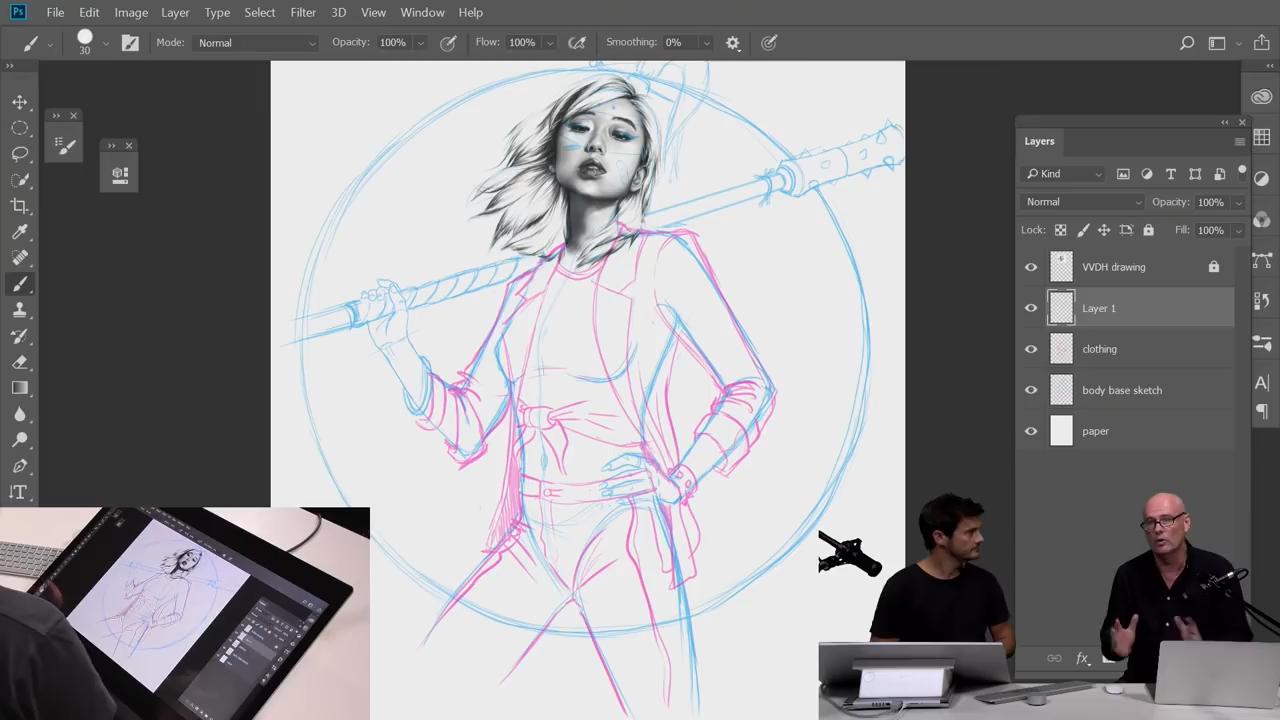 Ps File Edit Image Layer Type Select Filter 3D View Window Help
30 Mode: Normal Opacity: 100% Flow: 100% Smoothing: 0%
Layers
Kind
Normal Opacity: 100%
Lock: Fill: 100%
VVDH drawing
Layer 1
clothing
body base sketch
paper
fx